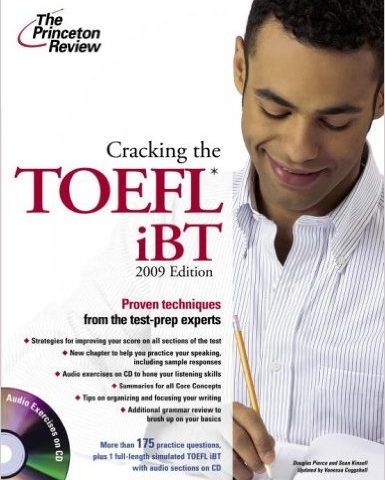 The
Princeton
Review
Cracking the
TOEFL*
iBT
2009 Edition
Proven techniques
from the test-prep experts
• Strategies for improving your score on all sections of the test
• New chapter to help you practice your speaking,
including sample responses
• Audio exercises on CD to hone your listening skills
• Summaries for all Core Concepts
• Tips on organizing and focusing your writing
• Additional grammar review to
brush up on your basics
Audio Exercises on CD
More than 175 practice questions,
plus 1 full-length simulated TOEFL iBT
with audio sections on CD
Douglas Pierce and Sean Kinsell
Updated by Vanessa Coggshall